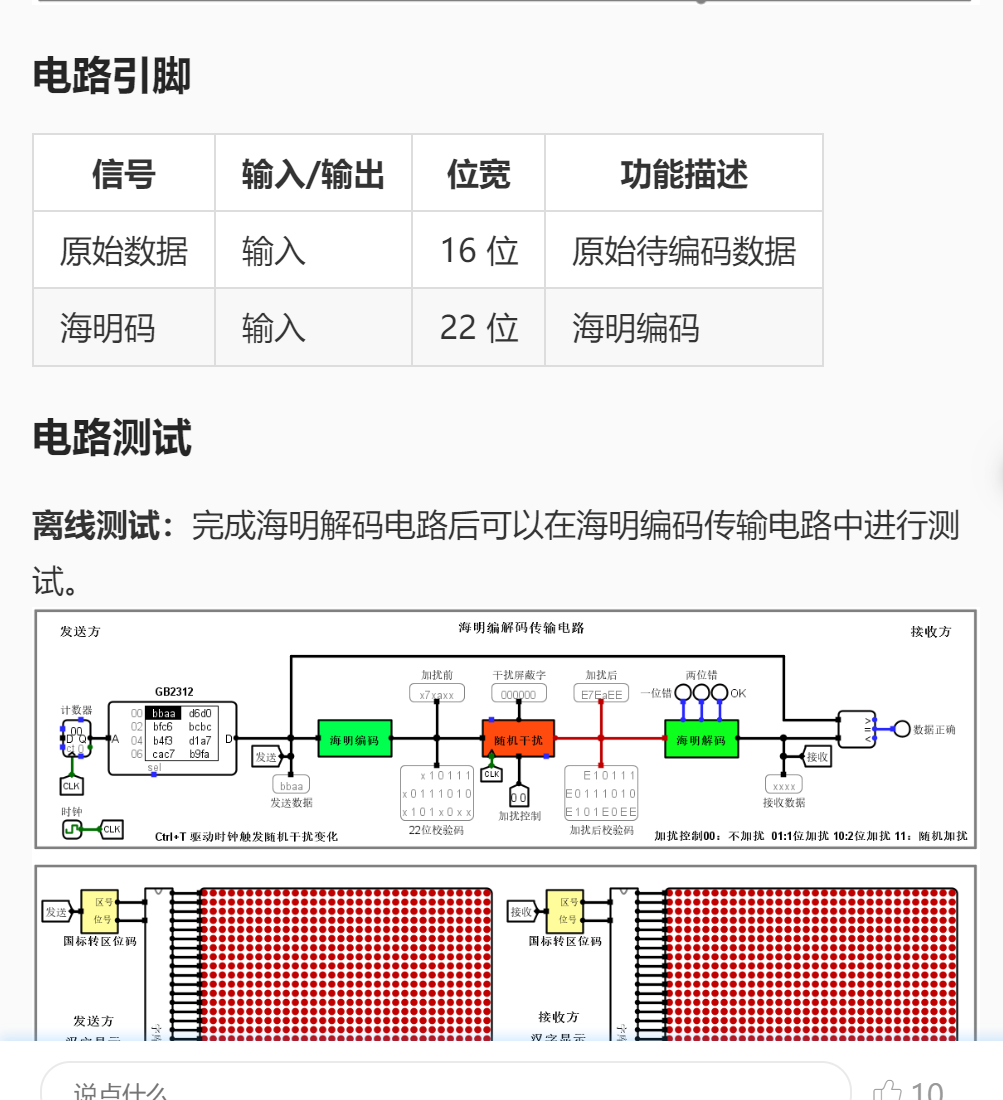 电路引脚
信号 输入/输出 位宽 功能描述
原始数据 输入 16 位 原始待编码数据
海明码 输入 22 位 海明编码
电路测试
离线测试：完成海明解码电路后可以在海明编码传输电路中进行测
试。
发送方 海明编解码传输电路 接收方
加扰前 干扰屏蔽字 加扰后 两位错
x7xaxx 000000 E7EaEE 一位错 OK
GB2312
计数器
00 bbaa d6d0
02 bfc6 bcbc
04 b4f3 d1a7
06 cac7 b9fa
sel
00
D Q
A D
海明编码 随机干扰 海明解码
> = <
数据正确
发送 接收
CLK CLK
bbaa xxxx
发送数据 接收数据
x10111
x0111010
x101x0xx
22位校验码
00
加扰控制
E10111
E0111010
E101E0EE
加扰后校验码
时钟
CLK
Ctrl+T 驱动时钟触发随机干扰变化 加扰控制00：不加扰 01:1位加扰 10:2位加扰 11：随机加扰
发送 区号 接收 区号
位号 位号
国标转区位码 国标转区位码
发送方 接收方
汉字显示 汉字显示
说点什么 10